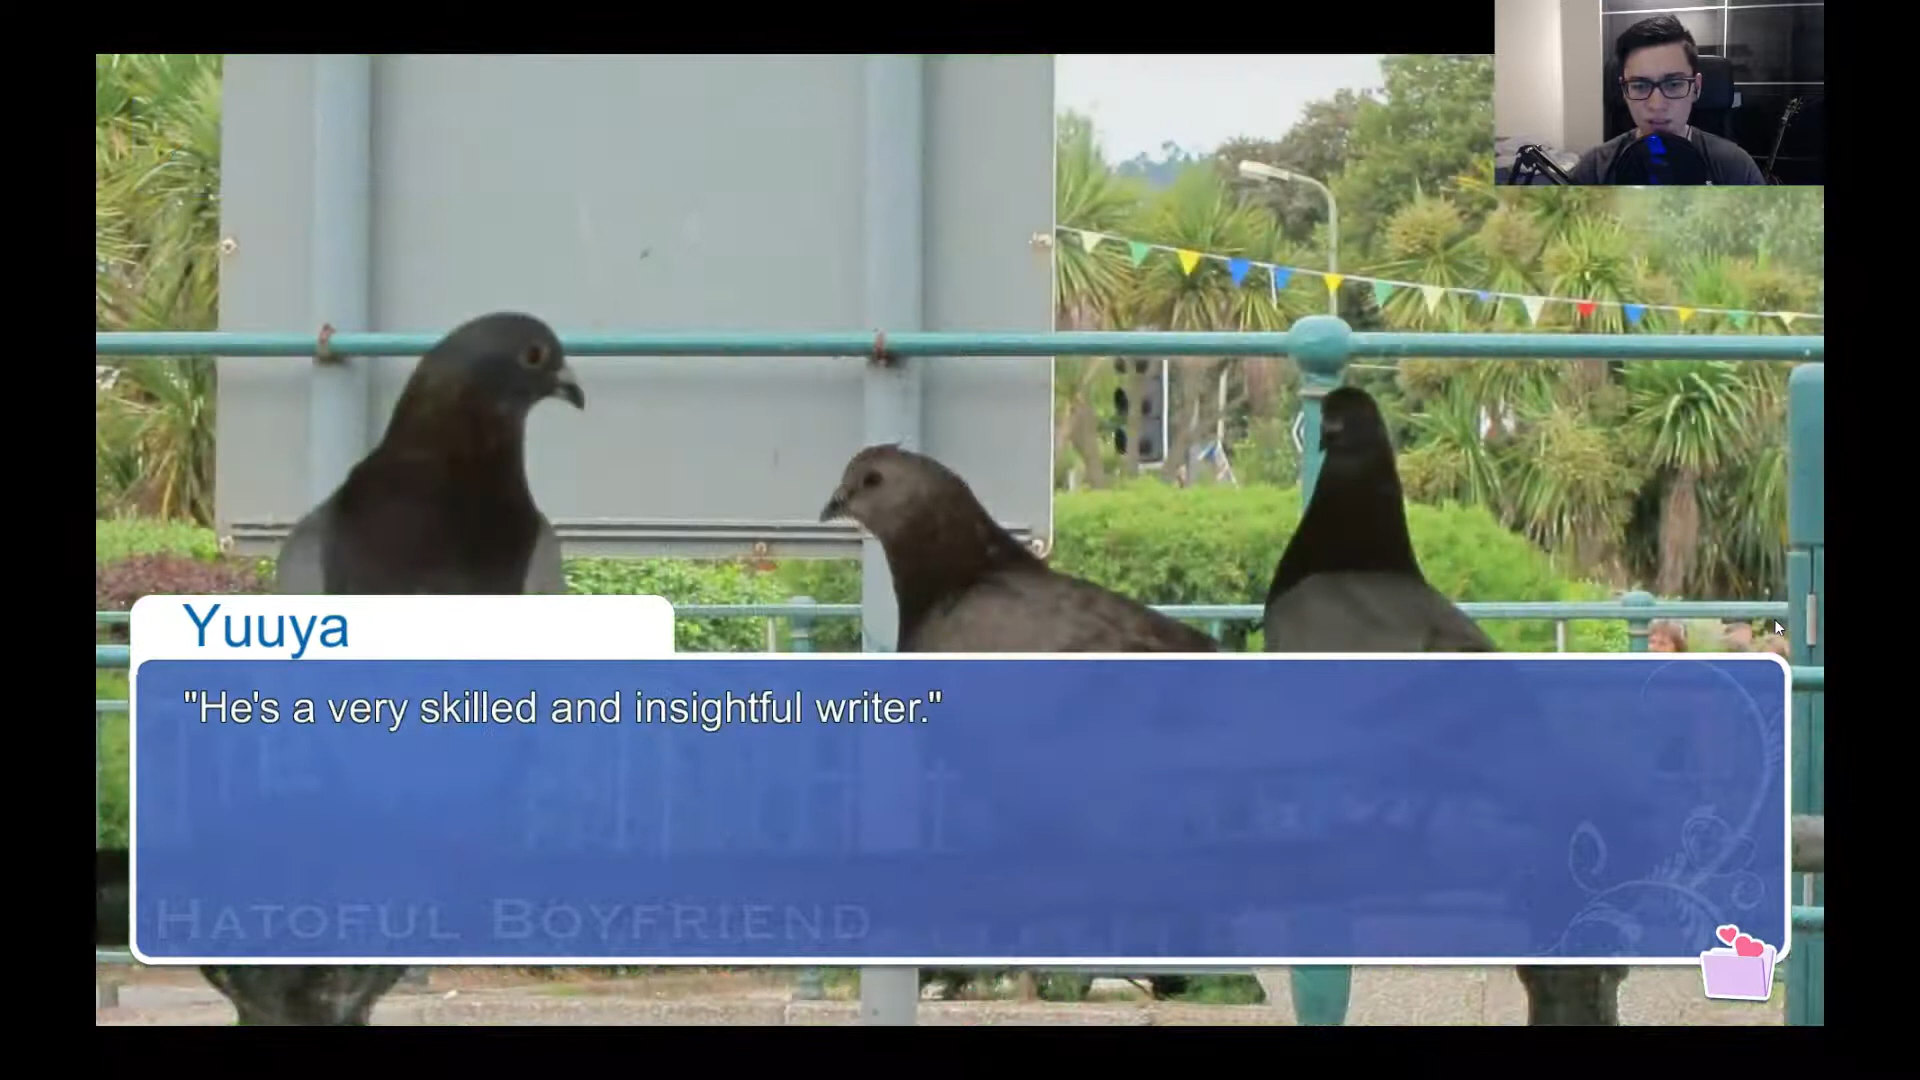 Yuuya
"He's a very skilled and insightful writer."
HATOFUL BOYFRIEND